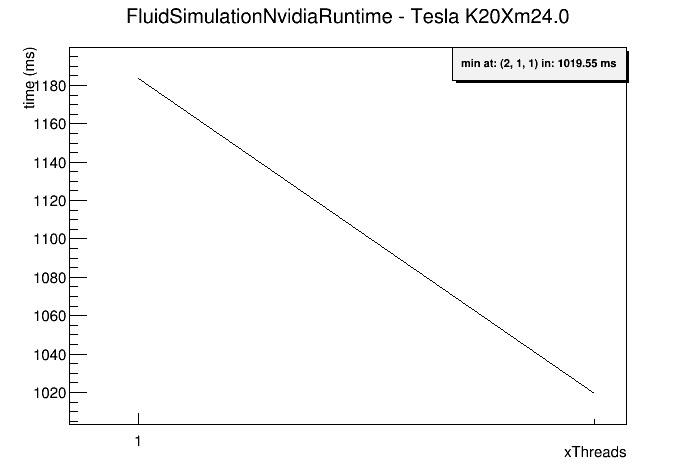 FluidSimulationNvidiaRuntime - Tesla K20Xm24.0
min at: (2, 1, 1) in: 1019.55 ms
time (ms)
1180
1160
1140
1120
1100
1080
1060
1040
1020
1
xThreads